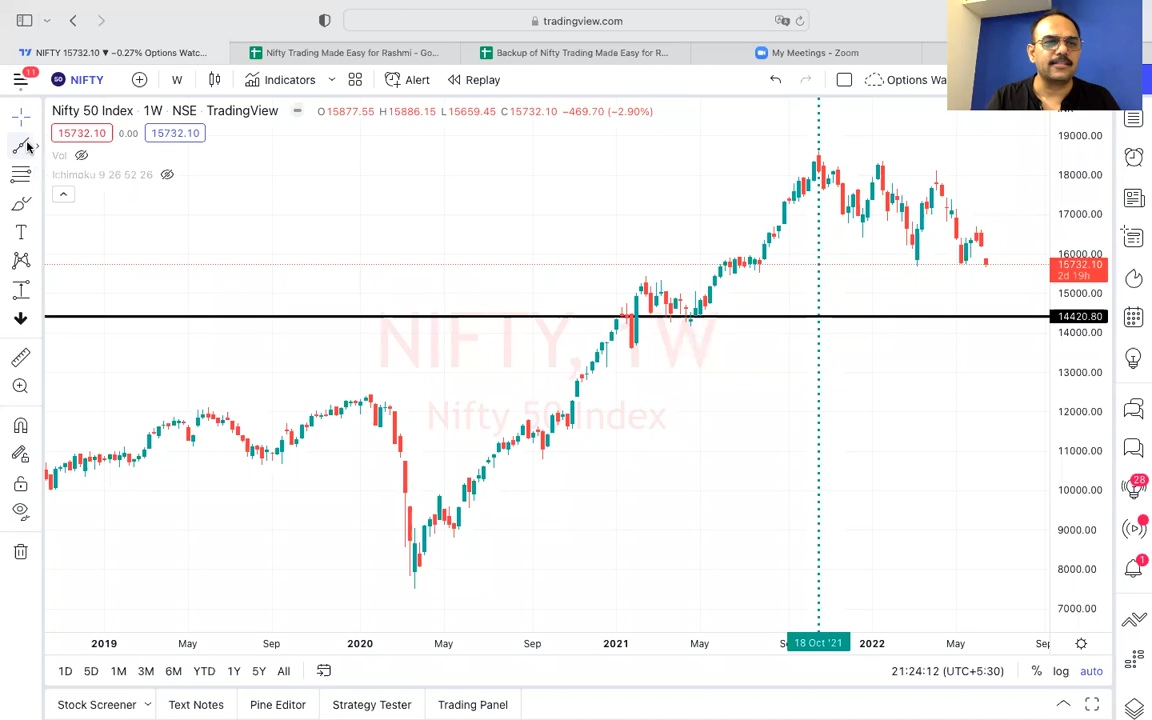 tradingview.com
NIFTY 15732.10 ▼ −0.27% Options Watc...
Nifty Trading Made Easy for Rashmi - Go...
Backup of Nifty Trading Made Easy for R...
My Meetings - Zoom
11
50 NIFTY
W
Indicators
Alert
Replay
Options Wa
Nifty 50 Index · 1W · NSE · TradingView
O15877.55 H15886.15 L15659.45 C15732.10 −469.70 (−2.90%)
15732.10 0.00 15732.10
Vol
Ichimoku 9 26 52 26
NIFTY, 1W
Nifty 50 Index
19000.00
18000.00
17000.00
16000.00
15732.10
2d 19h
15000.00
14420.80
14000.00
13000.00
12000.00
11000.00
10000.00
9000.00
8000.00
7000.00
28
1
2019 May Sep 2020 May Sep 2021 May 18 Oct '21 2022 May Sep
1D 5D 1M 3M 6M YTD 1Y 5Y All
21:24:12 (UTC+5:30) % log auto
Stock Screener Text Notes Pine Editor Strategy Tester Trading Panel